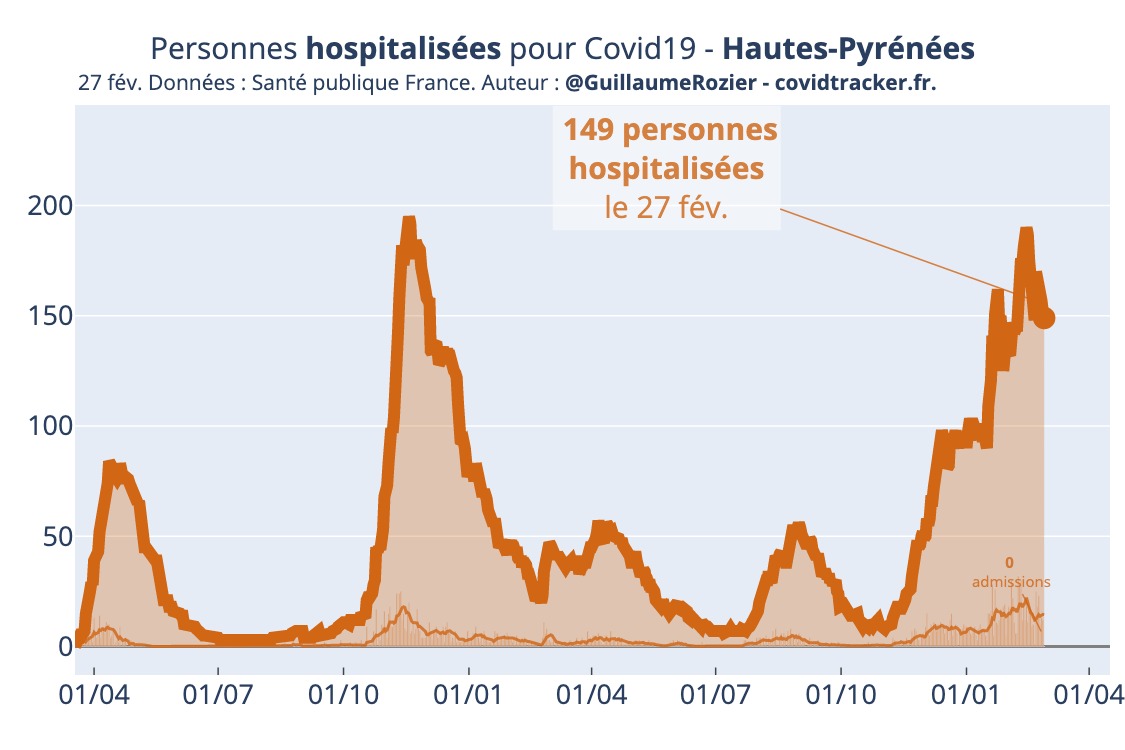 Personnes hospitalisées pour Covid19 - Hautes-Pyrénées
27 fév. Données : Santé publique France. Auteur : @GuillaumeRozier - covidtracker.fr.
149 personnes
hospitalisées
le 27 fév.
200
150
100
50
0
0
admissions
01/04 01/07 01/10 01/01 01/04 01/07 01/10 01/01 01/04